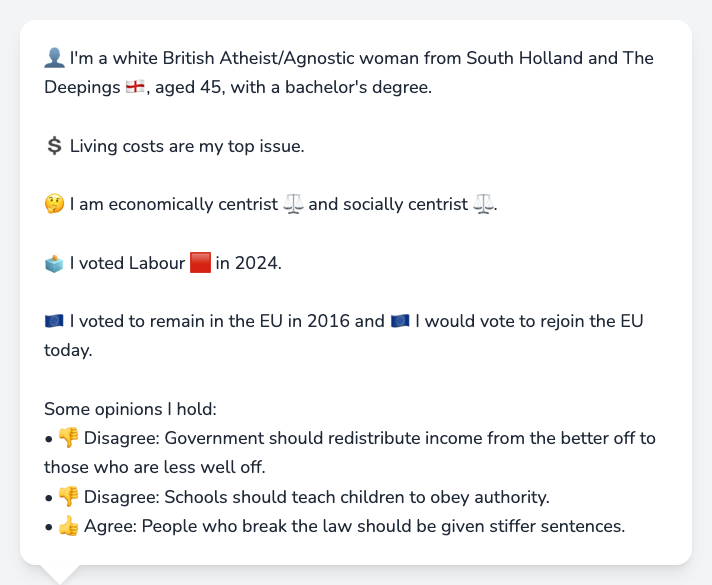 👤 I'm a white British Atheist/Agnostic woman from South Holland and The
Deepings 🏴󠁧󠁢󠁥󠁮󠁧󠁿, aged 45, with a bachelor's degree.
💲 Living costs are my top issue.
🤔 I am economically centrist ⚖️ and socially centrist ⚖️.
🗳️ I voted Labour 🟥 in 2024.
🇪🇺 I voted to remain in the EU in 2016 and 🇪🇺 I would vote to rejoin the EU
today.
Some opinions I hold:
• 👎 Disagree: Government should redistribute income from the better off to
those who are less well off.
• 👎 Disagree: Schools should teach children to obey authority.
• 👍 Agree: People who break the law should be given stiffer sentences.